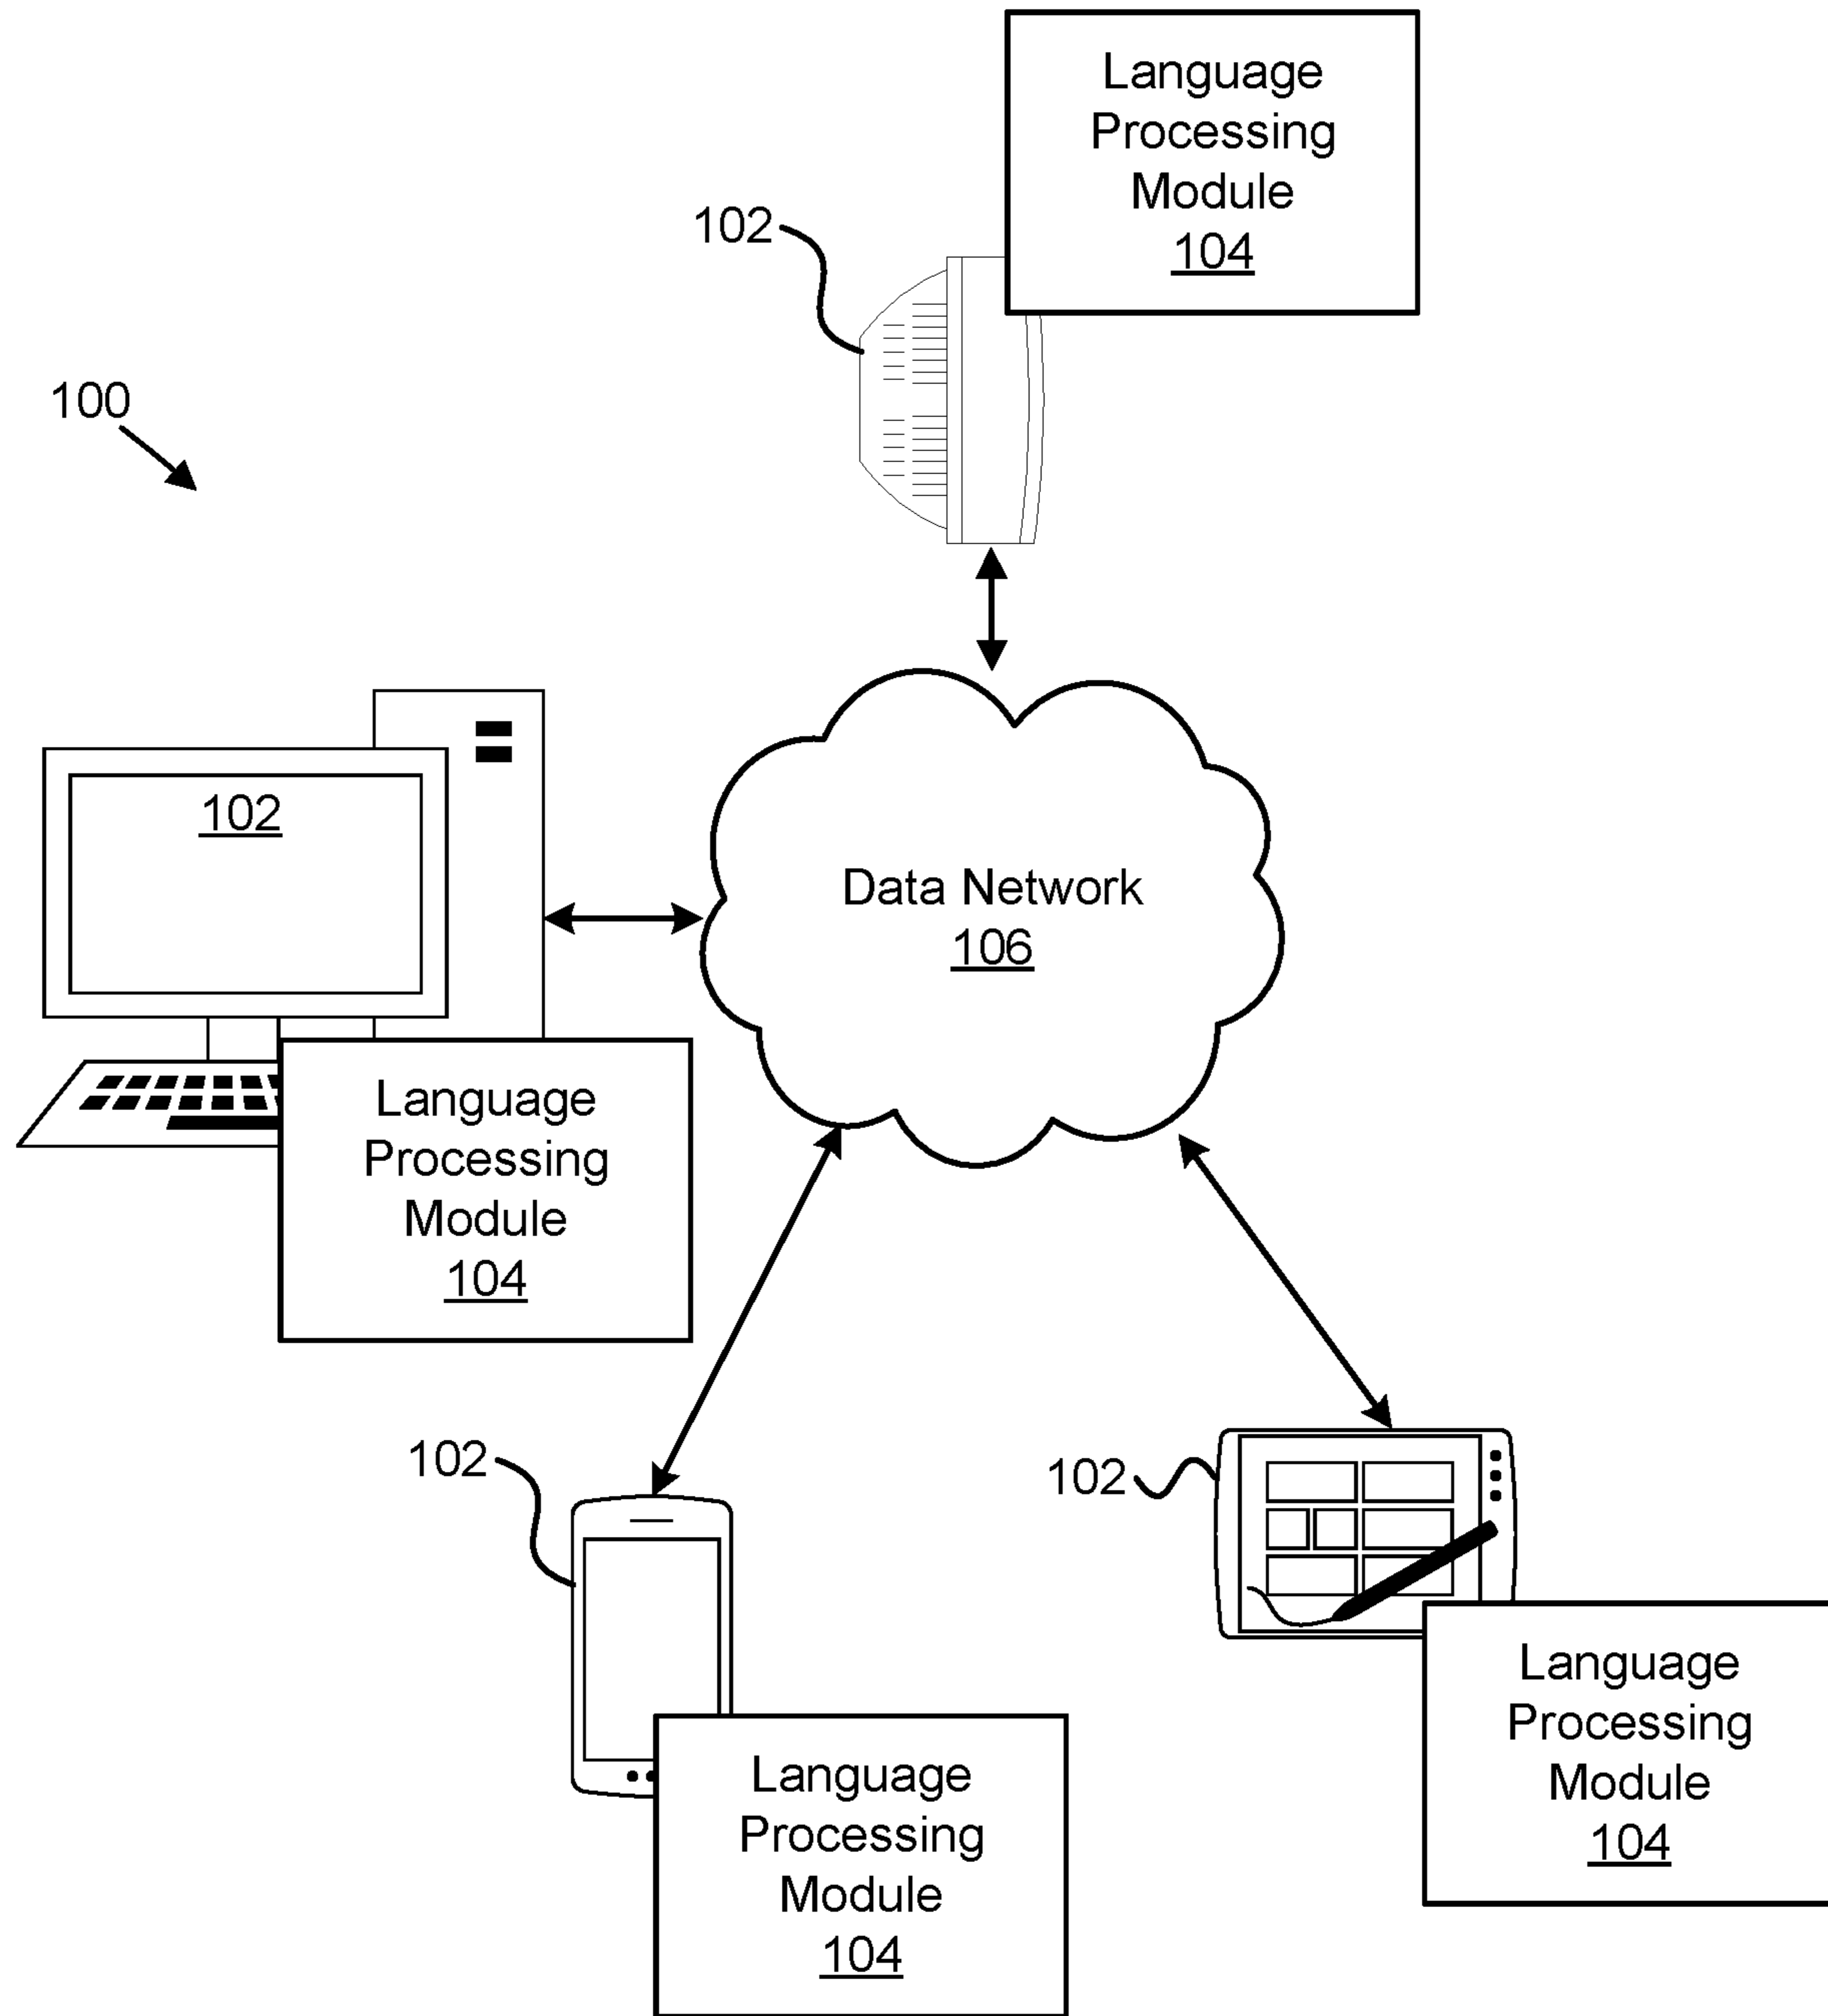 Language
Processing
Module
104
102
100
102
Data Network
106
Language
Processing
Module
104
102
102
Language
Processing
Module
104
Language
Processing
Module
104